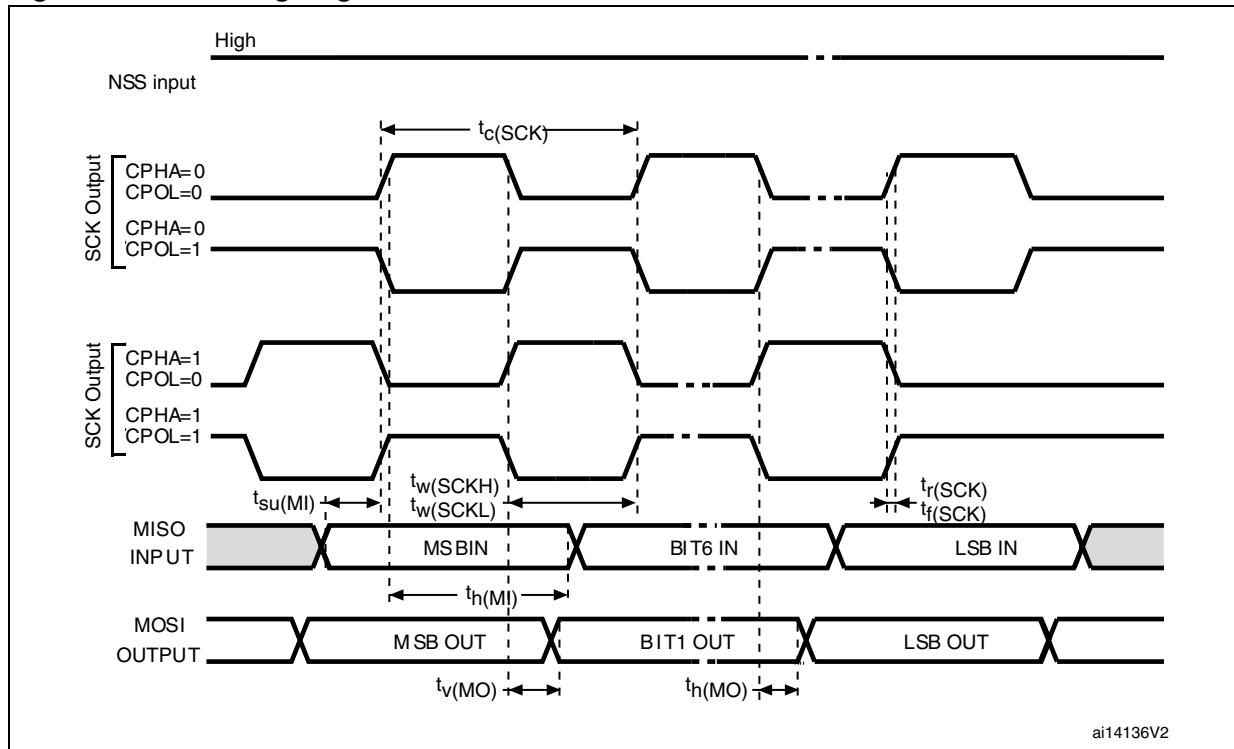 High
NSS input
tc(SCK)
SCK Output
CPHA=0
CPOL=0
CPHA=0
CPOL=1
SCK Output
CPHA=1
CPOL=0
CPHA=1
CPOL=1
tsu(MI)
tw(SCKH)
tw(SCKL)
tr(SCK)
tf(SCK)
MISO
INPUT
MSBIN
BIT6 IN
LSB IN
th(MI)
MOSI
OUTPUT
MSB OUT
BIT1 OUT
LSB OUT
tv(MO)
th(MO)
ai14136V2